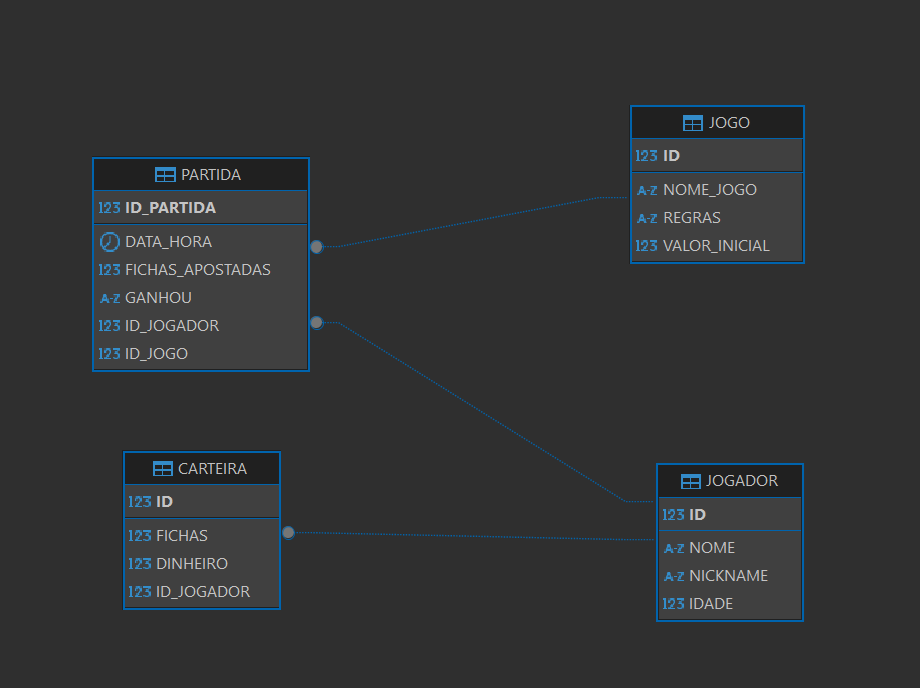 PARTIDA
123 ID_PARTIDA
DATA_HORA
123 FICHAS_APOSTADAS
A-Z GANHOU
123 ID_JOGADOR
123 ID_JOGO
JOGO
123 ID
A-Z NOME_JOGO
A-Z REGRAS
123 VALOR_INICIAL
CARTEIRA
123 ID
123 FICHAS
123 DINHEIRO
123 ID_JOGADOR
JOGADOR
123 ID
A-Z NOME
A-Z NICKNAME
123 IDADE